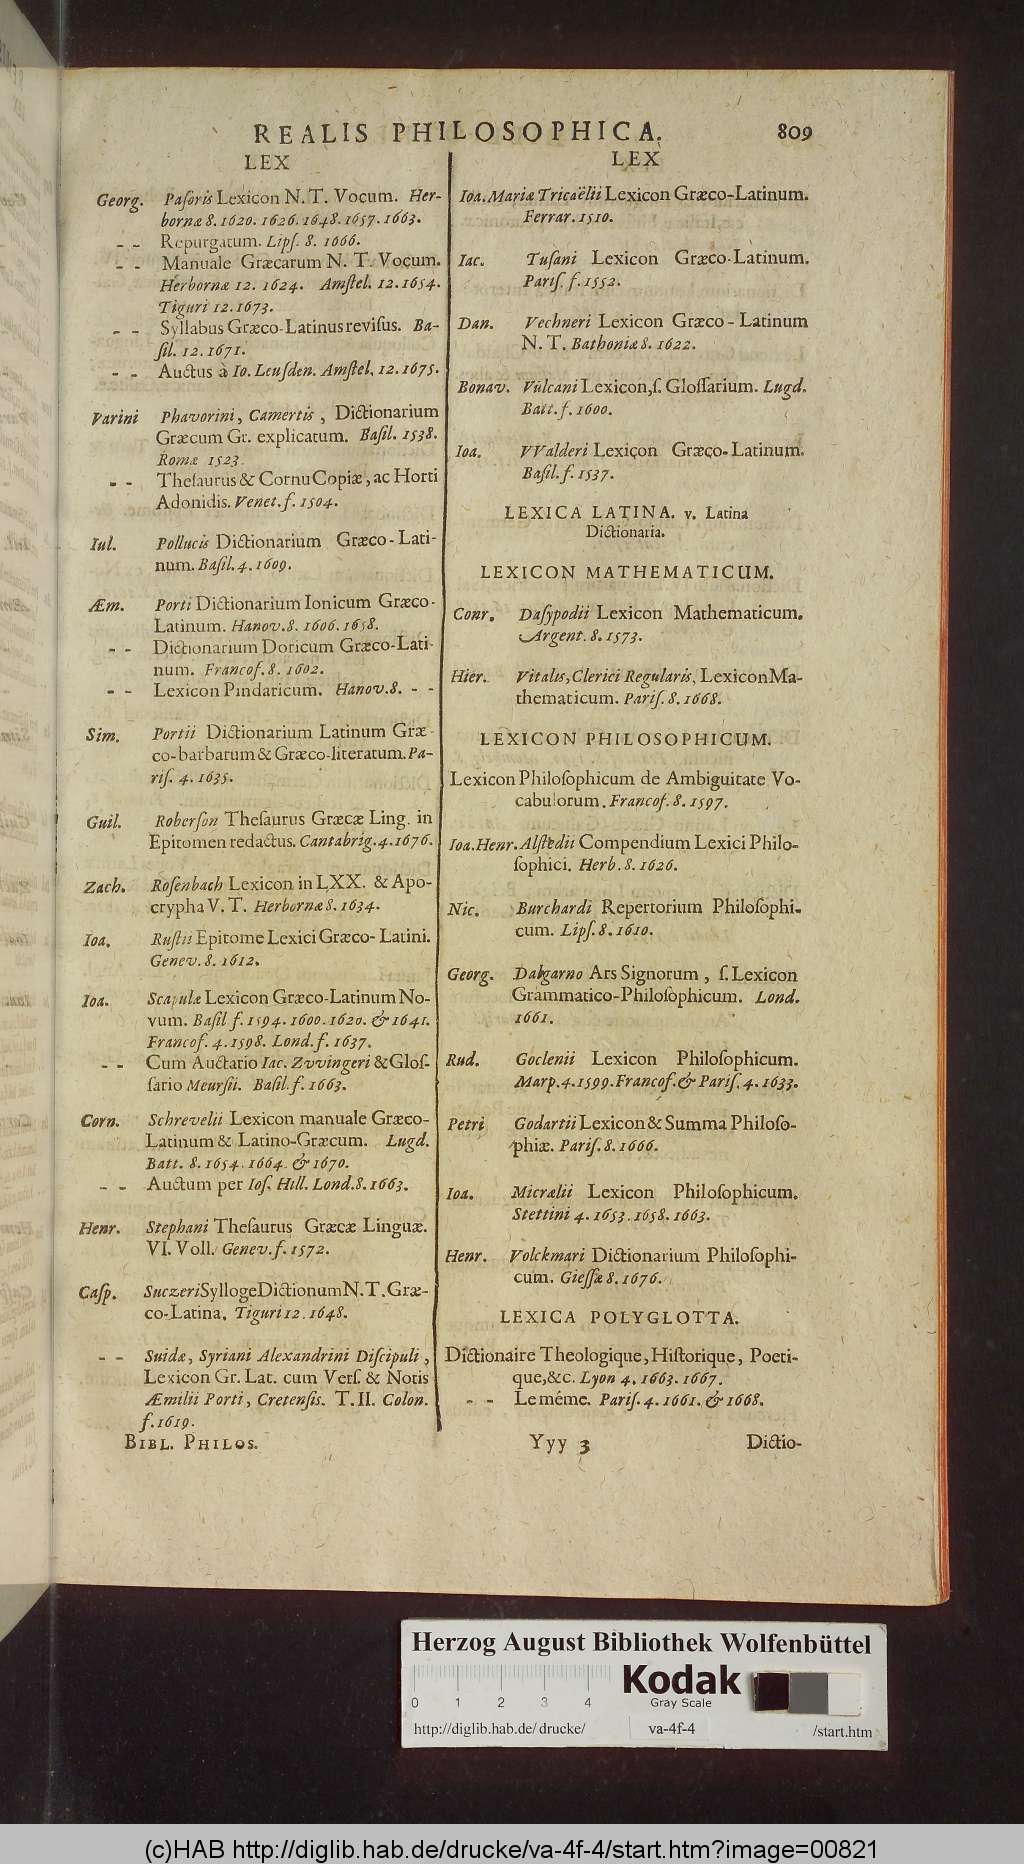 REALIS PHILOSOPHICA. 809
LEX
Georg. Paſoris Lexicon N. T. Vocum. Her-
bornæ 8. 1620. 1626. 1648. 1657. 1663.
- - Repurgatum. Lipſ. 8. 1666.
- - Manuale Græcarum N. T. Vocum.
Herbornæ 12. 1624. Amſtel. 12. 1654.
Tiguri 12. 1673.
- - Syllabus Græco-Latinus reviſus. Ba-
ſil. 12. 1671.
- - Auctus à Io. Leuſden. Amſtel. 12. 1675.
Varini Phavorini, Camertis, Dictionarium
Græcum Gr. explicatum. Baſil. 1538.
Romæ 1523.
- - Theſaurus & Cornu Copiæ, ac Horti
Adonidis. Venet. f. 1504.
Iul. Pollucis Dictionarium Græco-Lati-
num. Baſil. 4. 1609.
Æm. Porti Dictionarium Ionicum Græco-
Latinum. Hanov. 8. 1606. 1658.
- - Dictionarium Doricum Græco-Lati-
num. Francof. 8. 1602.
- - Lexicon Pindaricum. Hanov. 8. - -
Sim. Portii Dictionarium Latinum Græ-
co-barbarum & Græco-literatum. Pa-
riſ. 4. 1635.
Guil. Roberſon Theſaurus Græcæ Ling. in
Epitomen redactus. Cantabrig. 4. 1676.
Zach. Roſenbach Lexicon in LXX. & Apo-
crypha V. T. Herbornæ 8. 1634.
Ioa. Ruſtii Epitome Lexici Græco-Latini.
Genev. 8. 1612.
Ioa. Scapulæ Lexicon Græco-Latinum No-
vum. Baſil f. 1594. 1600. 1620. & 1641.
Francof. 4. 1598. Lond. f. 1637.
- - Cum Auctario Iac. Zvvingeri & Gloſ-
ſario Meurſii. Baſil. f. 1663.
Corn. Schrevelii Lexicon manuale Græco-
Latinum & Latino-Græcum. Lugd.
Batt. 8. 1654. 1664. & 1670.
- - Auctum per Ioſ. Hill. Lond. 8. 1663.
Henr. Stephani Theſaurus Græcæ Linguæ.
VI. Voll. Genev. f. 1572.
Caſp. Suczeri Sylloge Dictionum N. T. Græ-
co-Latina. Tiguri 12. 1648.
- - Suidæ, Syriani Alexandrini Diſcipuli,
Lexicon Gr. Lat. cum Verſ. & Notis
Æmilii Porti, Cretenſis. T. II. Colon.
f. 1619.
LEX
Ioa. Mariæ Tricaëlii Lexicon Græco-Latinum.
Ferrar. 1510.
Iac. Tuſani Lexicon Græco-Latinum.
Pariſ. f. 1552.
Dan. Vechneri Lexicon Græco-Latinum
N. T. Bathoniæ 8. 1622.
Bonav. Vulcani Lexicon, ſ. Gloſſarium. Lugd.
Batt. f. 1600.
Ioa. VValderi Lexicon Græco-Latinum.
Baſil. f. 1537.
LEXICA LATINA. v. Latina
Dictionaria.
LEXICON MATHEMATICUM.
Conr. Daſypodii Lexicon Mathematicum.
Argent. 8. 1573.
Hier. Vitalis, Clerici Regularis, Lexicon Ma-
thematicum. Pariſ. 8. 1668.
LEXICON PHILOSOPHICUM.
Lexicon Philoſophicum de Ambiguitate Vo-
cabulorum. Francof. 8. 1597.
Ioa. Henr. Alſtedii Compendium Lexici Philo-
ſophici. Herb. 8. 1626.
Nic. Burchardi Repertorium Philoſophi-
cum. Lipſ. 8. 1610.
Georg. Dalgarno Ars Signorum, ſ. Lexicon
Grammatico-Philoſophicum. Lond.
1661.
Rud. Goclenii Lexicon Philoſophicum.
Marp. 4. 1599. Francof. & Pariſ. 4. 1633.
Petri Godartii Lexicon & Summa Philoſo-
phiæ. Pariſ. 8. 1666.
Ioa. Micrælii Lexicon Philoſophicum.
Stettini 4. 1653. 1658. 1663.
Henr. Volckmari Dictionarium Philoſophi-
cum. Gieſſæ 8. 1676.
LEXICA POLYGLOTTA.
Dictionaire Theologique, Hiſtorique, Poeti-
que, &c. Lyon 4. 1663. 1667.
- - Le méme. Pariſ. 4. 1661. & 1668.
BIBL. PHILOS. Yyy 3 Dictio-
Herzog August Bibliothek Wolfenbüttel
0 1 2 3 4
Kodak
Gray Scale
http://diglib.hab.de/drucke/ va-4f-4 /start.htm
(c)HAB http://diglib.hab.de/drucke/va-4f-4/start.htm?image=00821